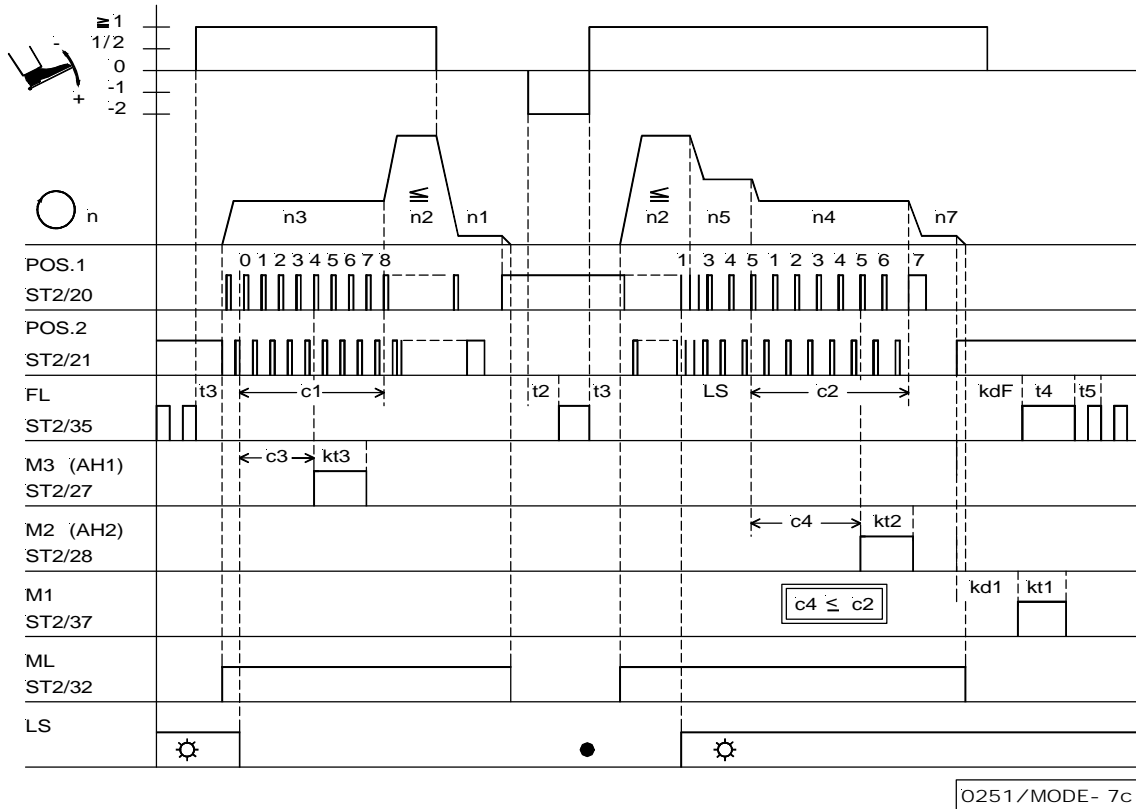 ≧1
1/2
0
-1
-2
-
+
n
n3
≦
n2
n1
≦
n2
n5
n4
n7
POS.1
ST2/20
0 1 2 3 4 5 6 7 8
1 3 4 5 1 2 3 4 5 6 7
POS.2
ST2/21
FL
ST2/35
t3
c1
t2
t3
LS
c2
kdF
t4
t5
M3 (AH1)
ST2/27
c3
kt3
M2 (AH2)
ST2/28
c4
kt2
M1
ST2/37
c4 ≦ c2
kd1
kt1
ML
ST2/32
LS
0251/MODE- 7c